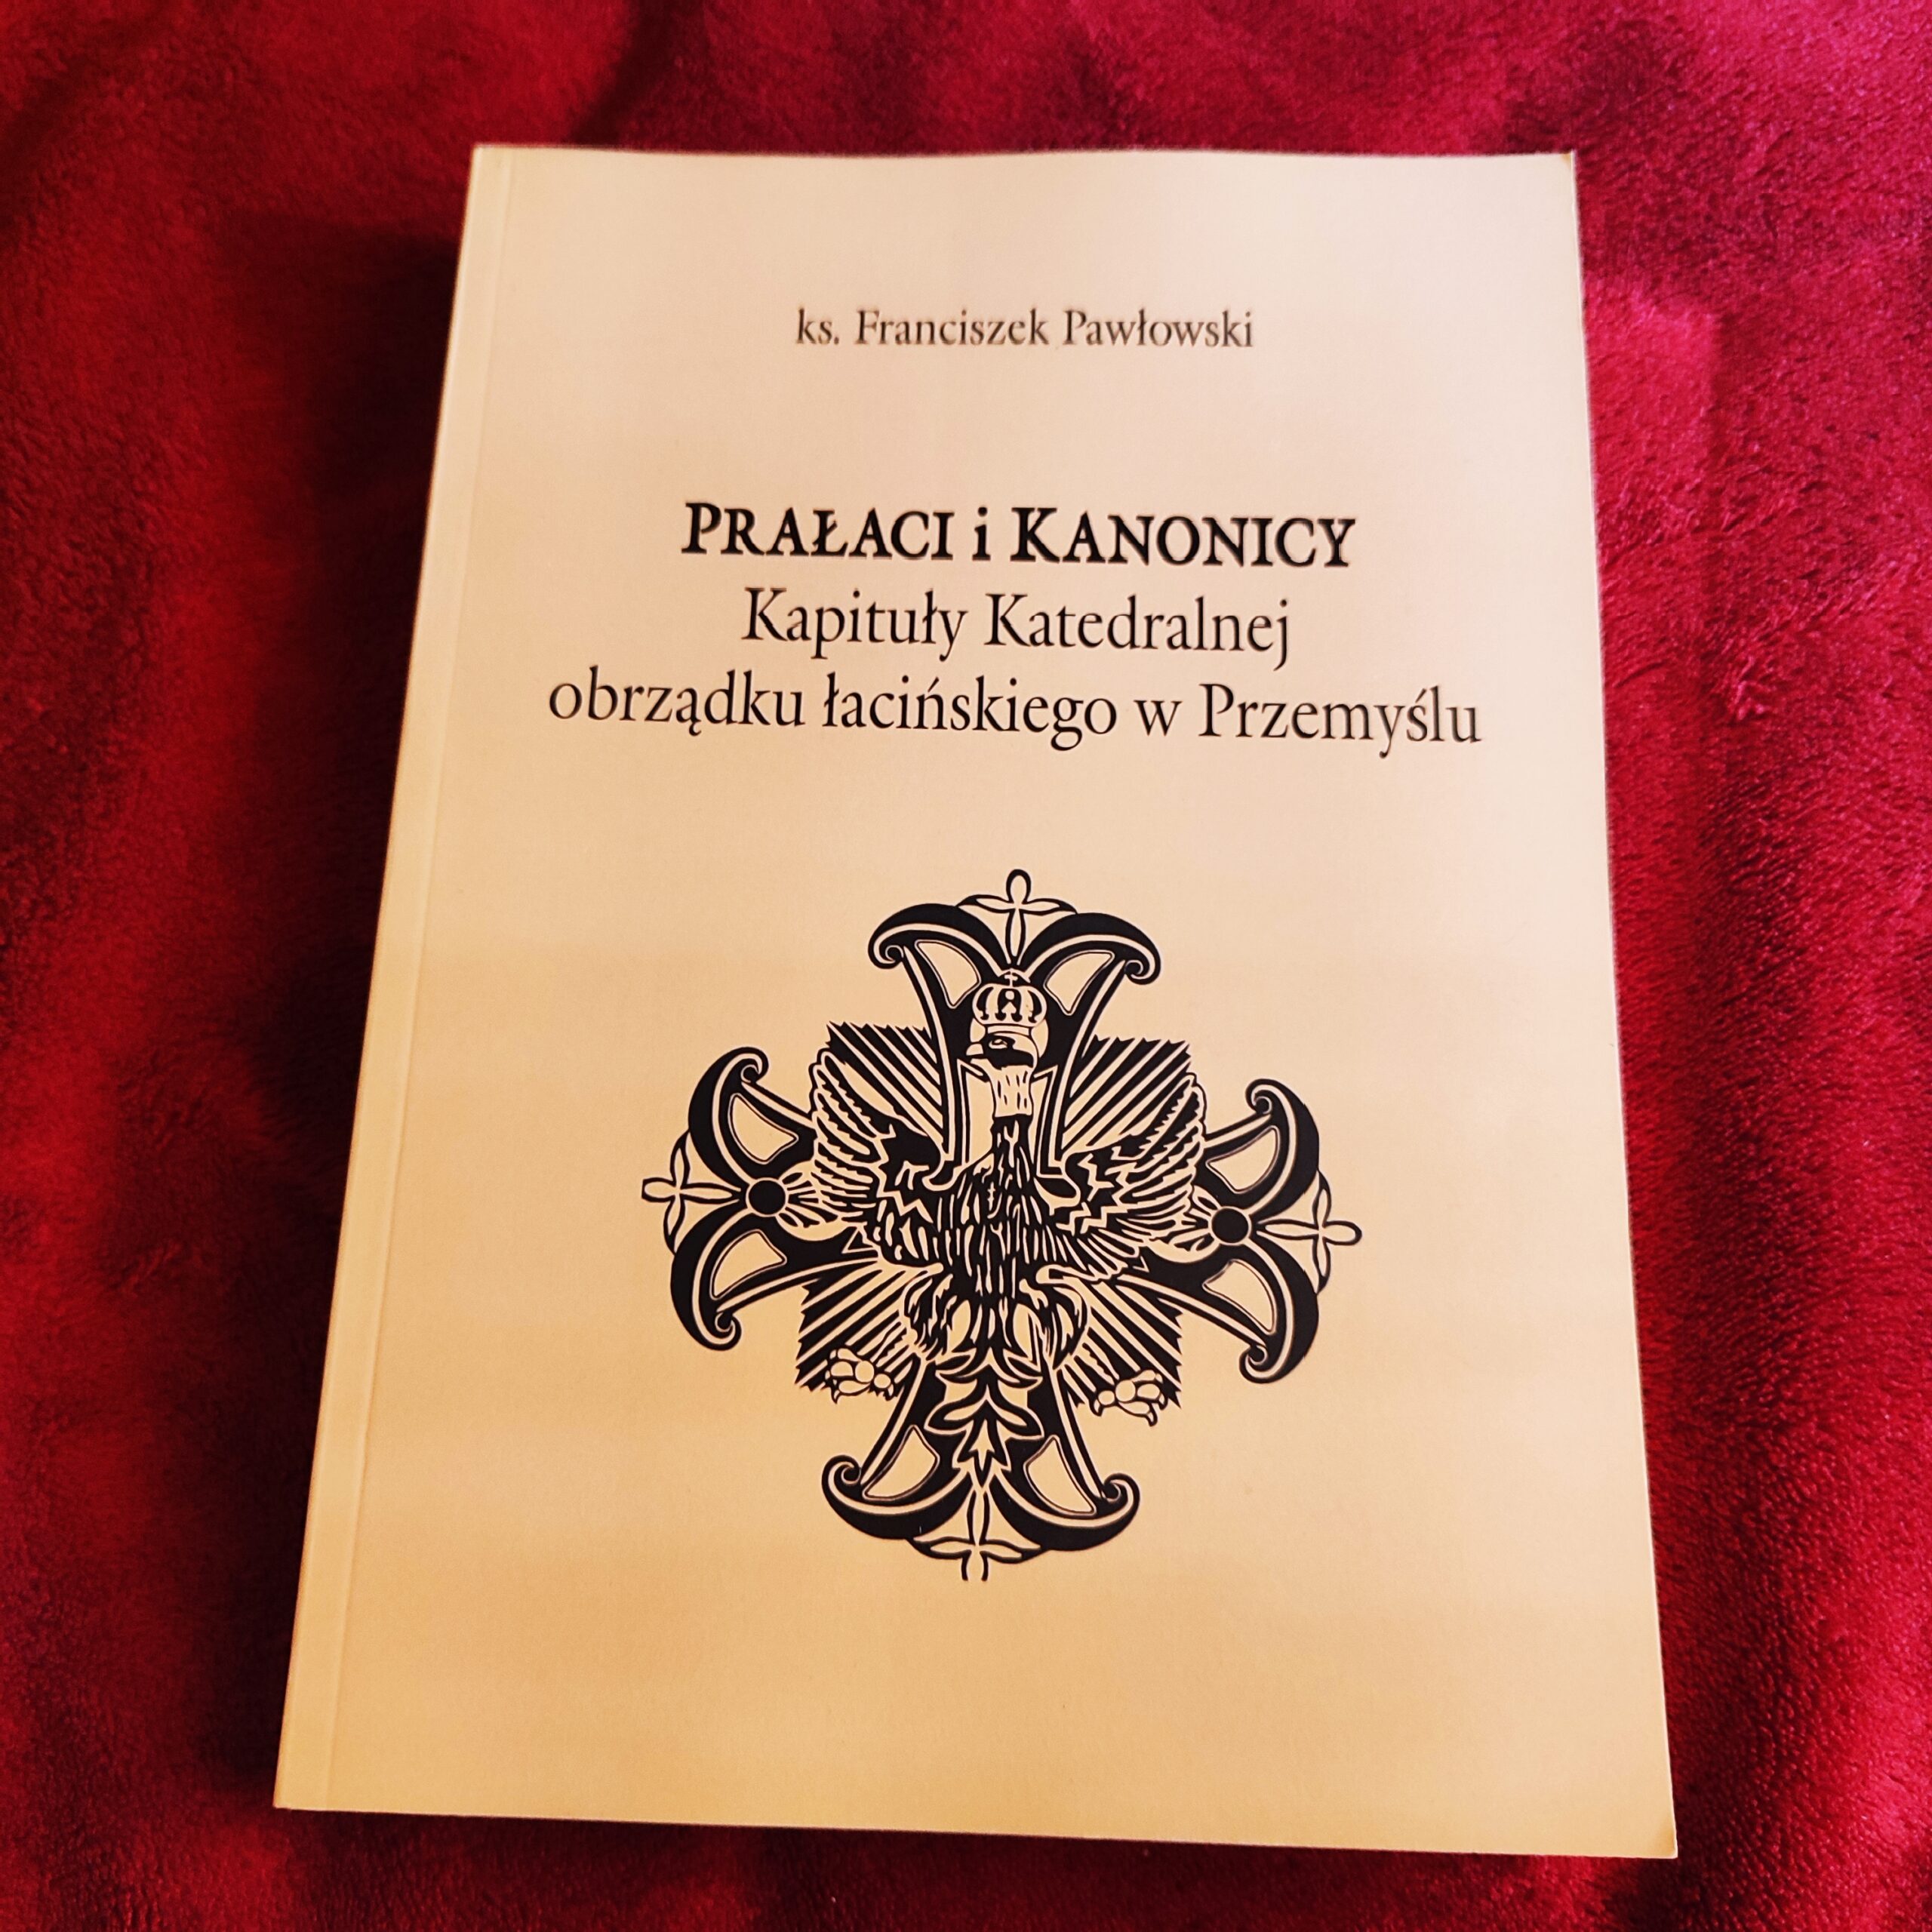 ks. Franciszek Pawłowski
PRAŁACI i KANONICY
Kapituły Katedralnej
obrządku łacińskiego w Przemyślu